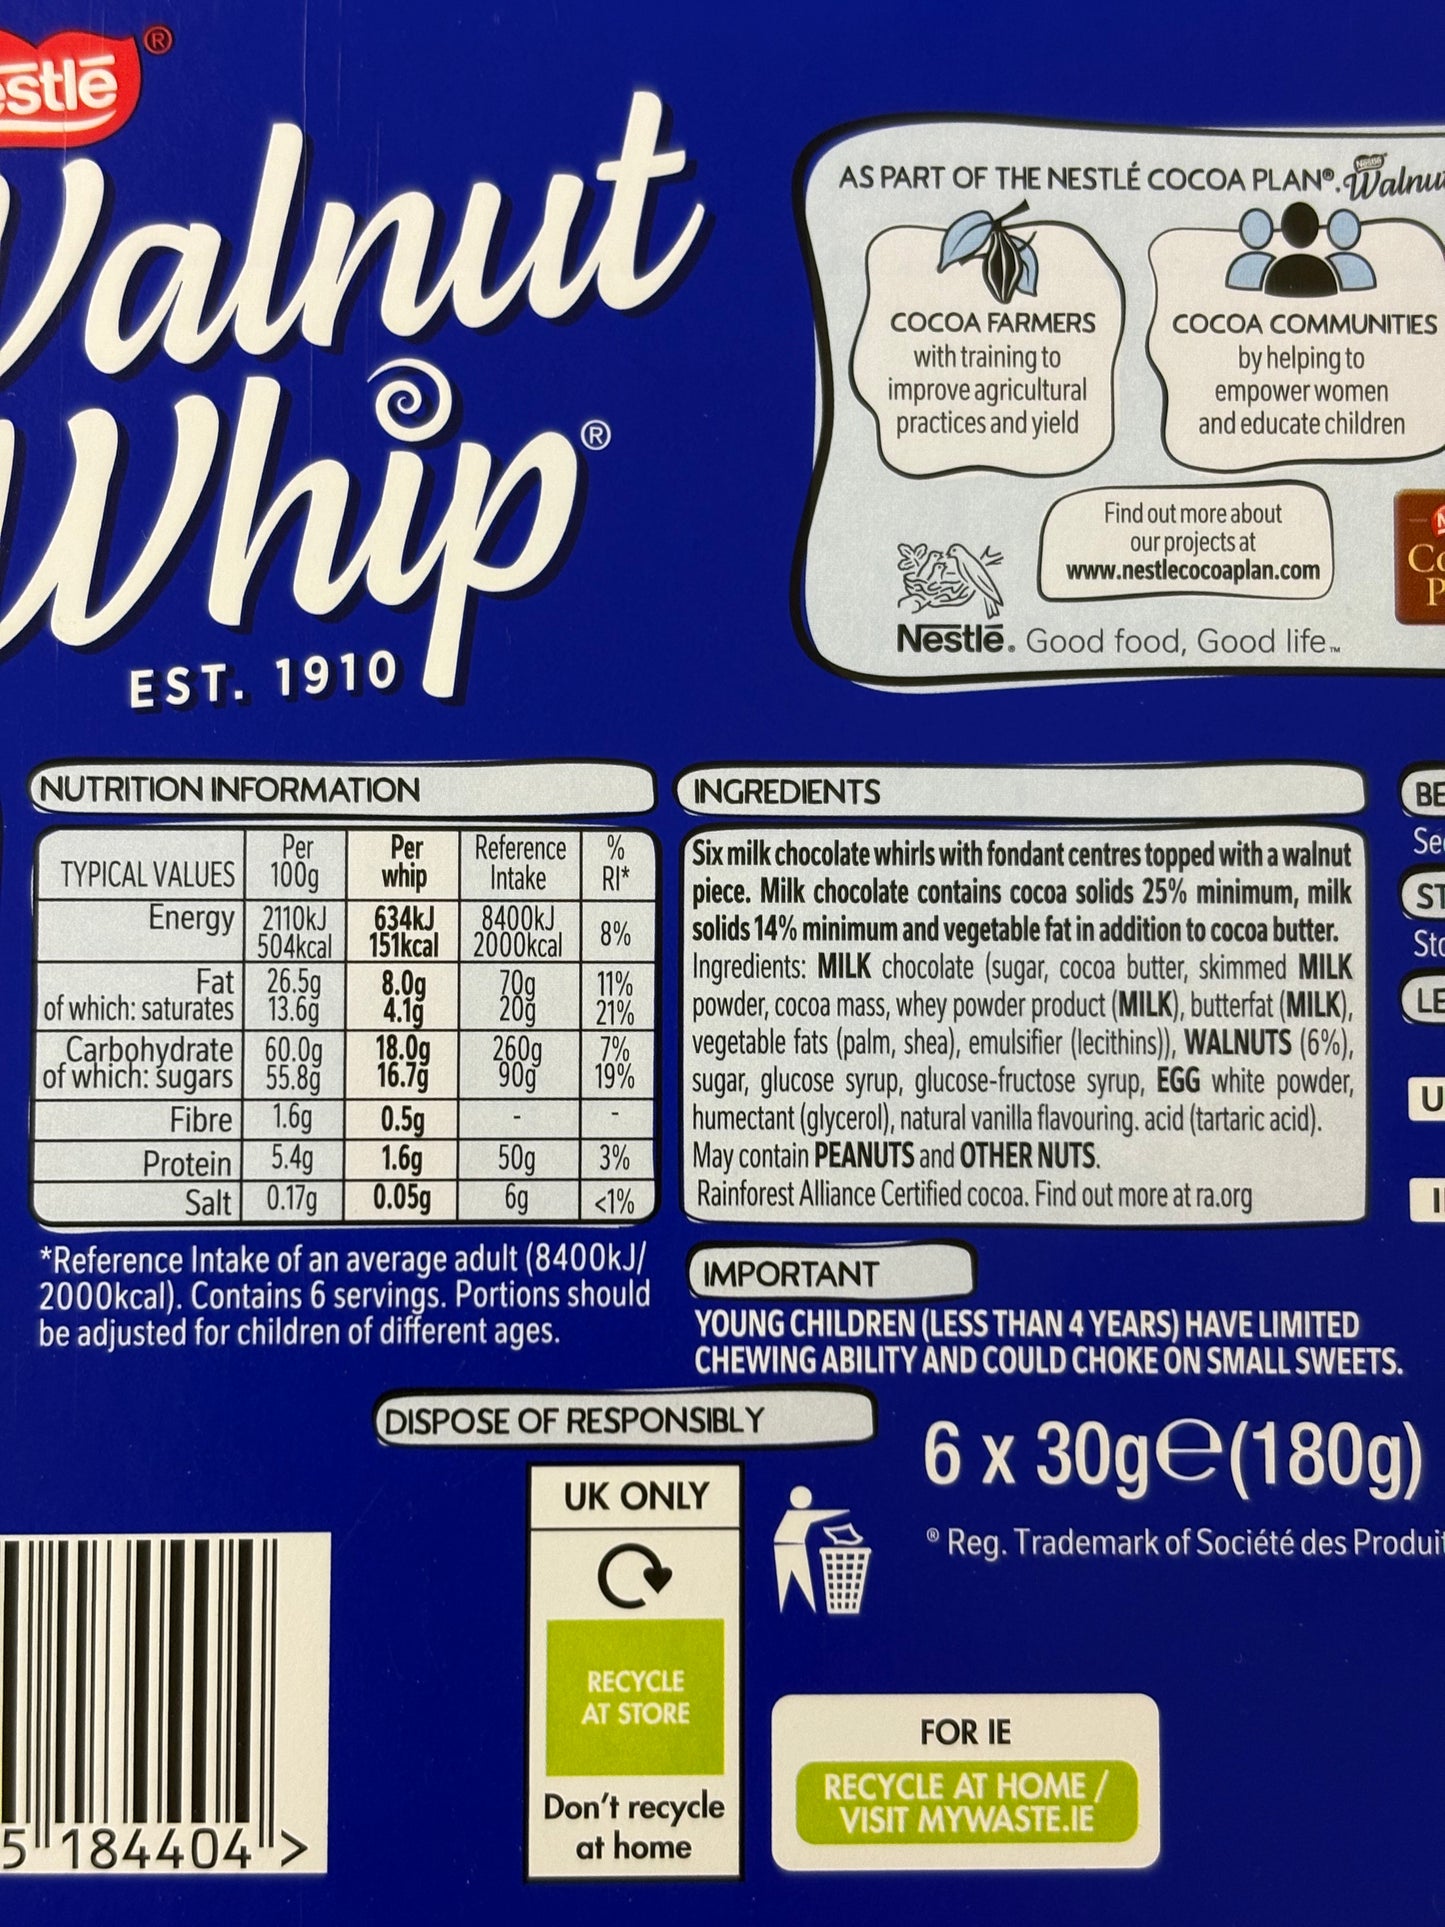 Walnut
Whip®
EST. 1910
AS PART OF THE NESTLÉ COCOA PLAN®.
COCOA FARMERS
with training to
improve agricultural
practices and yield
COCOA COMMUNITIES
by helping to
empower women
and educate children
Find out more about
our projects at
www.nestlecocoaplan.com
Nestlé. Good food, Good life™
NUTRITION INFORMATION
TYPICAL VALUES Per 100g Per whip Reference Intake % RI*
Energy 2110kJ 634kJ 8400kJ 8%
504kcal 151kcal 2000kcal
Fat 26.5g 8.0g 70g 11%
of which: saturates 13.6g 4.1g 20g 21%
Carbohydrate 60.0g 18.0g 260g 7%
of which: sugars 55.8g 16.7g 90g 19%
Fibre 1.6g 0.5g - -
Protein 5.4g 1.6g 50g 3%
Salt 0.17g 0.05g 6g <1%
*Reference Intake of an average adult (8400kJ/
2000kcal). Contains 6 servings. Portions should
be adjusted for children of different ages.
INGREDIENTS
Six milk chocolate whirls with fondant centres topped with a walnut
piece. Milk chocolate contains cocoa solids 25% minimum, milk
solids 14% minimum and vegetable fat in addition to cocoa butter.
Ingredients: MILK chocolate (sugar, cocoa butter, skimmed MILK
powder, cocoa mass, whey powder product (MILK), butterfat (MILK),
vegetable fats (palm, shea), emulsifier (lecithins)), WALNUTS (6%),
sugar, glucose syrup, glucose-fructose syrup, EGG white powder,
humectant (glycerol), natural vanilla flavouring. acid (tartaric acid).
May contain PEANUTS and OTHER NUTS.
Rainforest Alliance Certified cocoa. Find out more at ra.org
IMPORTANT
YOUNG CHILDREN (LESS THAN 4 YEARS) HAVE LIMITED
CHEWING ABILITY AND COULD CHOKE ON SMALL SWEETS.
DISPOSE OF RESPONSIBLY
6 x 30g℮(180g)
® Reg. Trademark of Société des
UK ONLY
RECYCLE
AT STORE
Don't recycle
at home
FOR IE
RECYCLE AT HOME /
VISIT MYWASTE.IE
5 184404 >